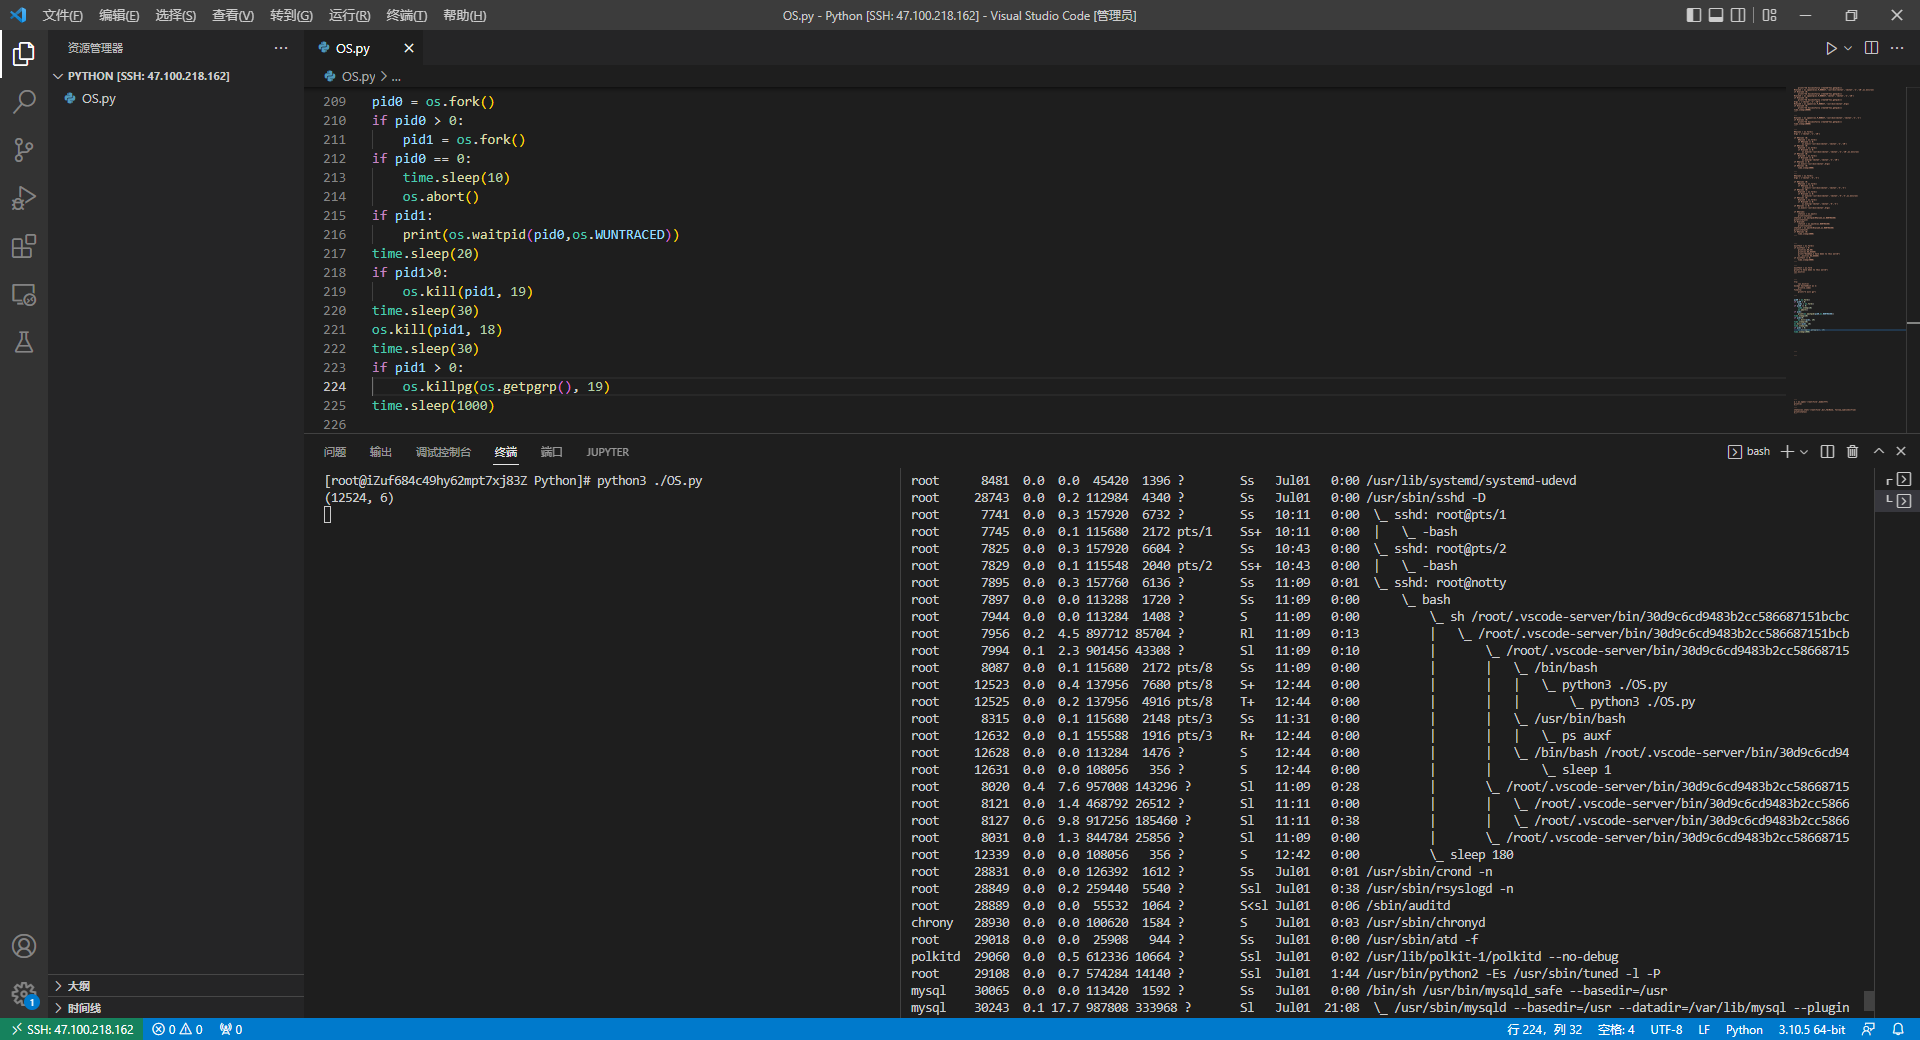 文件(F) 编辑(E) 选择(S) 查看(V) 转到(G) 运行(R) 终端(T) 帮助(H)
OS.py - Python [SSH: 47.100.218.162] - Visual Studio Code [管理员]
资源管理器
PYTHON [SSH: 47.100.218.162]
OS.py
大纲
时间线
OS.py
OS.py > ...
209 pid0 = os.fork()
210 if pid0 > 0:
211 pid1 = os.fork()
212 if pid0 == 0:
213 time.sleep(10)
214 os.abort()
215 if pid1:
216 print(os.waitpid(pid0,os.WUNTRACED))
217 time.sleep(20)
218 if pid1>0:
219 os.kill(pid1, 19)
220 time.sleep(30)
221 os.kill(pid1, 18)
222 time.sleep(30)
223 if pid1 > 0:
224 os.killpg(os.getpgrp(), 19)
225 time.sleep(1000)
226
问题 输出 调试控制台 终端 端口 JUPYTER
bash
[root@iZuf684c49hy62mpt7xj83Z Python]# python3 ./OS.py
(12524, 6)
root 8481 0.0 0.0 45420 1396 ? Ss Jul01 0:00 /usr/lib/systemd/systemd-udevd
root 28743 0.0 0.2 112984 4340 ? Ss Jul01 0:00 /usr/sbin/sshd -D
root 7741 0.0 0.3 157920 6732 ? Ss 10:11 0:00 \_ sshd: root@pts/1
root 7745 0.0 0.1 115680 2172 pts/1 Ss+ 10:11 0:00 | \_ -bash
root 7825 0.0 0.3 157920 6604 ? Ss 10:43 0:00 \_ sshd: root@pts/2
root 7829 0.0 0.1 115548 2040 pts/2 Ss+ 10:43 0:00 | \_ -bash
root 7895 0.0 0.3 157760 6136 ? Ss 11:09 0:01 \_ sshd: root@notty
root 7897 0.0 0.0 113288 1720 ? Ss 11:09 0:00 \_ bash
root 7944 0.0 0.0 113284 1408 ? S 11:09 0:00 \_ sh /root/.vscode-server/bin/30d9c6cd9483b2cc586687151bcbc
root 7956 0.2 4.5 897712 85704 ? Rl 11:09 0:13 | \_ /root/.vscode-server/bin/30d9c6cd9483b2cc586687151bcb
root 7994 0.1 2.3 901456 43308 ? Sl 11:09 0:10 | \_ /root/.vscode-server/bin/30d9c6cd9483b2cc58668715
root 8087 0.0 0.1 115680 2172 pts/8 Ss 11:09 0:00 | | \_ /bin/bash
root 12523 0.0 0.4 137956 7680 pts/8 S+ 12:44 0:00 | | | \_ python3 ./OS.py
root 12525 0.0 0.2 137956 4916 pts/8 T+ 12:44 0:00 | | | \_ python3 ./OS.py
root 8315 0.0 0.1 115680 2148 pts/3 Ss 11:31 0:00 | | \_ /usr/bin/bash
root 12632 0.0 0.1 155588 1916 pts/3 R+ 12:44 0:00 | | | \_ ps auxf
root 12628 0.0 0.0 113284 1476 ? S 12:44 0:00 | | \_ /bin/bash /root/.vscode-server/bin/30d9c6cd94
root 12631 0.0 0.0 108056 356 ? S 12:44 0:00 | | \_ sleep 1
root 8020 0.4 7.6 957008 143296 ? Sl 11:09 0:28 | \_ /root/.vscode-server/bin/30d9c6cd9483b2cc58668715
root 8121 0.0 1.4 468792 26512 ? Sl 11:11 0:00 | | \_ /root/.vscode-server/bin/30d9c6cd9483b2cc5866
root 8127 0.6 9.8 917256 185460 ? Sl 11:11 0:38 | | \_ /root/.vscode-server/bin/30d9c6cd9483b2cc5866
root 8031 0.0 1.3 844784 25856 ? Sl 11:09 0:00 | \_ /root/.vscode-server/bin/30d9c6cd9483b2cc58668715
root 12339 0.0 0.0 108056 356 ? S 12:42 0:00 \_ sleep 180
root 28831 0.0 0.0 126392 1612 ? Ss Jul01 0:01 /usr/sbin/crond -n
root 28849 0.0 0.2 259440 5540 ? Ssl Jul01 0:38 /usr/sbin/rsyslogd -n
root 28889 0.0 0.0 55532 1064 ? S<sl Jul01 0:06 /sbin/auditd
chrony 28930 0.0 0.0 100620 1584 ? S Jul01 0:03 /usr/sbin/chronyd
root 29018 0.0 0.0 25908 944 ? Ss Jul01 0:00 /usr/sbin/atd -f
polkitd 29060 0.0 0.5 612336 10664 ? Ssl Jul01 0:02 /usr/lib/polkit-1/polkitd --no-debug
root 29108 0.0 0.7 574284 14140 ? Ssl Jul01 1:44 /usr/bin/python2 -Es /usr/sbin/tuned -l -P
mysql 30065 0.0 0.0 113420 1592 ? Ss Jul01 0:00 /bin/sh /usr/bin/mysqld_safe --basedir=/usr
mysql 30243 0.1 17.7 987808 333968 ? Sl Jul01 21:08 \_ /usr/sbin/mysqld --basedir=/usr --datadir=/var/lib/mysql --plugin
1
SSH: 47.100.218.162 0 0 0 行 224，列 32 空格: 4 UTF-8 LF Python 3.10.5 64-bit